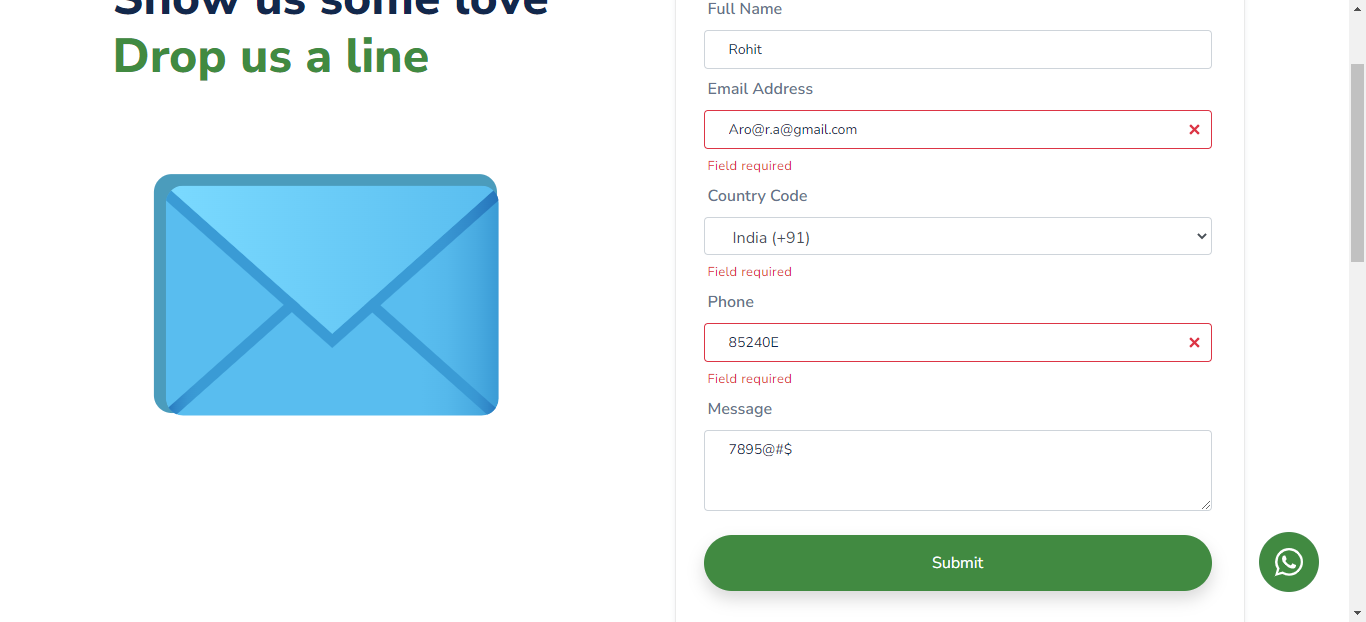 Show us some love
Drop us a line
Full Name
Rohit
Email Address
Aro@r.a@gmail.com
Field required
Country Code
India (+91)
Field required
Phone
85240E
Field required
Message
7895@#$
Submit